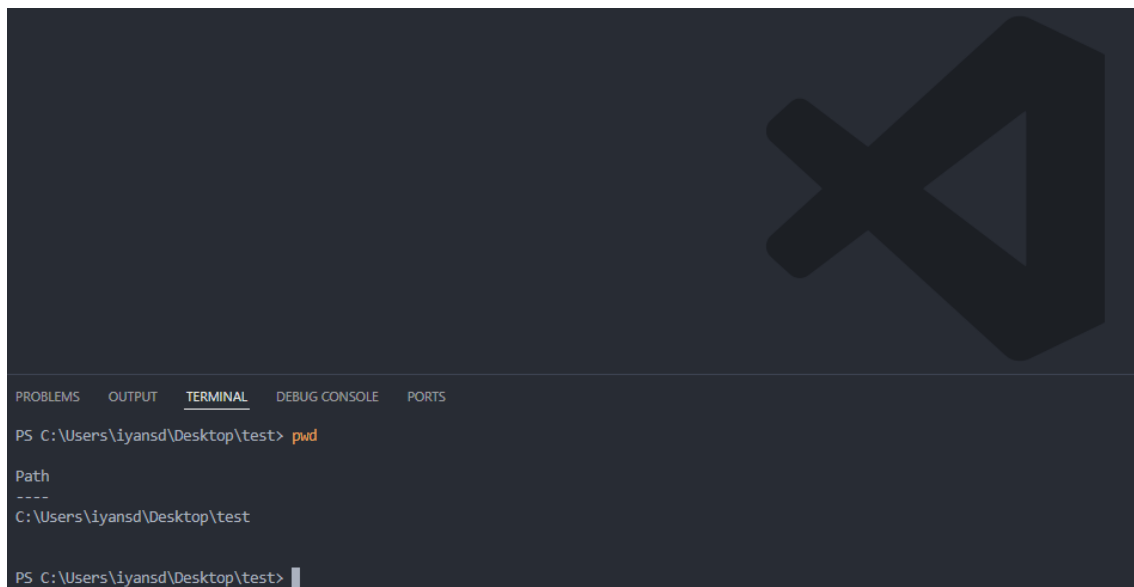 PROBLEMS OUTPUT TERMINAL DEBUG CONSOLE PORTS
PS C:\Users\iyansd\Desktop\test> pwd
Path
----
C:\Users\iyansd\Desktop\test
PS C:\Users\iyansd\Desktop\test>